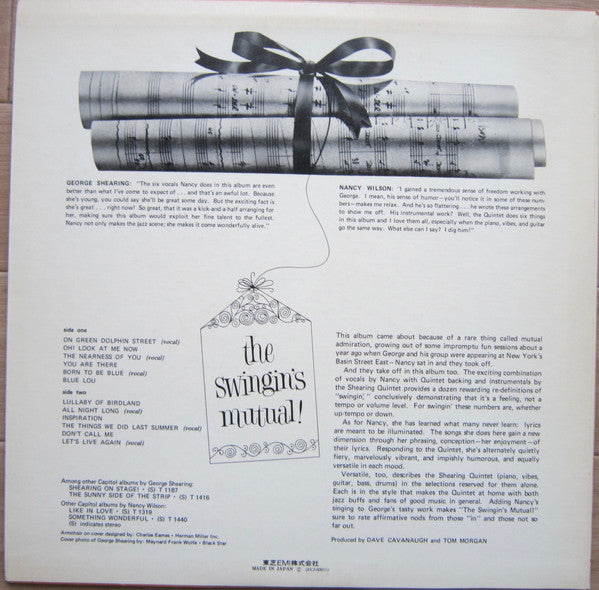 GEORGE SHEARING: "The six vocals Nancy does in this album are even
better than what I've come to expect of . . . and that's an awful lot. Because
she's young, you could say she'll be great some day. But the exciting fact is
she's great . . . right now! So great, that it was a kick-and-a-half arranging for
her, making sure this album would exploit her fine talent to the fullest.
Nancy not only makes the jazz scene; she makes it come wonderfully alive."
NANCY WILSON: "I gained a tremendous sense of freedom working with
George. I mean, his sense of humor—you'll notice it in some of these num-
bers—makes me relax. And he's so flattering . . . he wrote these arrangements
to show me off. His instrumental work? Well, the Quintet does six things
in this album and I love them all, especially when the piano, vibes, and guitar
go the same way. What else can I say? I dig him!"
the
swingin's
mutual!
side one
ON GREEN DOLPHIN STREET (vocal)
OH! LOOK AT ME NOW
THE NEARNESS OF YOU (vocal)
YOU ARE THERE
BORN TO BE BLUE (vocal)
BLUE LOU
side two
LULLABY OF BIRDLAND
ALL NIGHT LONG (vocal)
INSPIRATION
THE THINGS WE DID LAST SUMMER (vocal)
DON'T CALL ME
LET'S LIVE AGAIN (vocal)
Among other Capitol albums by George Shearing:
SHEARING ON STAGE! • (S) T 1187
THE SUNNY SIDE OF THE STRIP • (S) T 1416
Other Capitol albums by Nancy Wilson:
LIKE IN LOVE • (S) T 1319
SOMETHING WONDERFUL • (S) T 1440
(S) indicates stereo
Armchair on cover designed by: Charles Eames - Herman Miller Inc.
Cover photo of George Shearing by: Maynard Frank Wolfe - Black Star
This album came about because of a rare thing called mutual
admiration, growing out of some impromptu fun sessions about a
year ago when George and his group were appearing at New York's
Basin Street East—Nancy sat in and they took off.
And they take off in this album too. The exciting combination
of vocals by Nancy with Quintet backing and instrumentals by
the Shearing Quintet provides a dozen rewarding re-definitions of
"swinging," conclusively demonstrating that it's a feeling, not a
tempo or volume level. For swingin' these numbers are, whether
up-tempo or down.
As for Nancy, she has learned what many never learn: lyrics
are meant to be illuminated. The songs she does here gain a new
dimension through her phrasing, conception—her enjoyment—of
their lyrics. Responding to the Quintet, she's alternately quietly
fiery, marvelously vibrant, and impishly humorous, and equally
versatile in each mood.
Versatile, too, describes the Shearing Quintet (piano, vibes,
guitar, bass, drums) in the selections reserved for them alone.
Each is in the style that makes the Quintet at home with both
jazz buffs and fans of good music in general. Adding Nancy's
singing to George's tasty work makes "The Swingin's Mutual!"
sure to rate affirmative nods from those "in" and those not so
far out.
Produced by DAVE CAVANAUGH and TOM MORGAN
東芝EMI株式会社
MADE IN JAPAN Ⓟ (ECJ-50051)